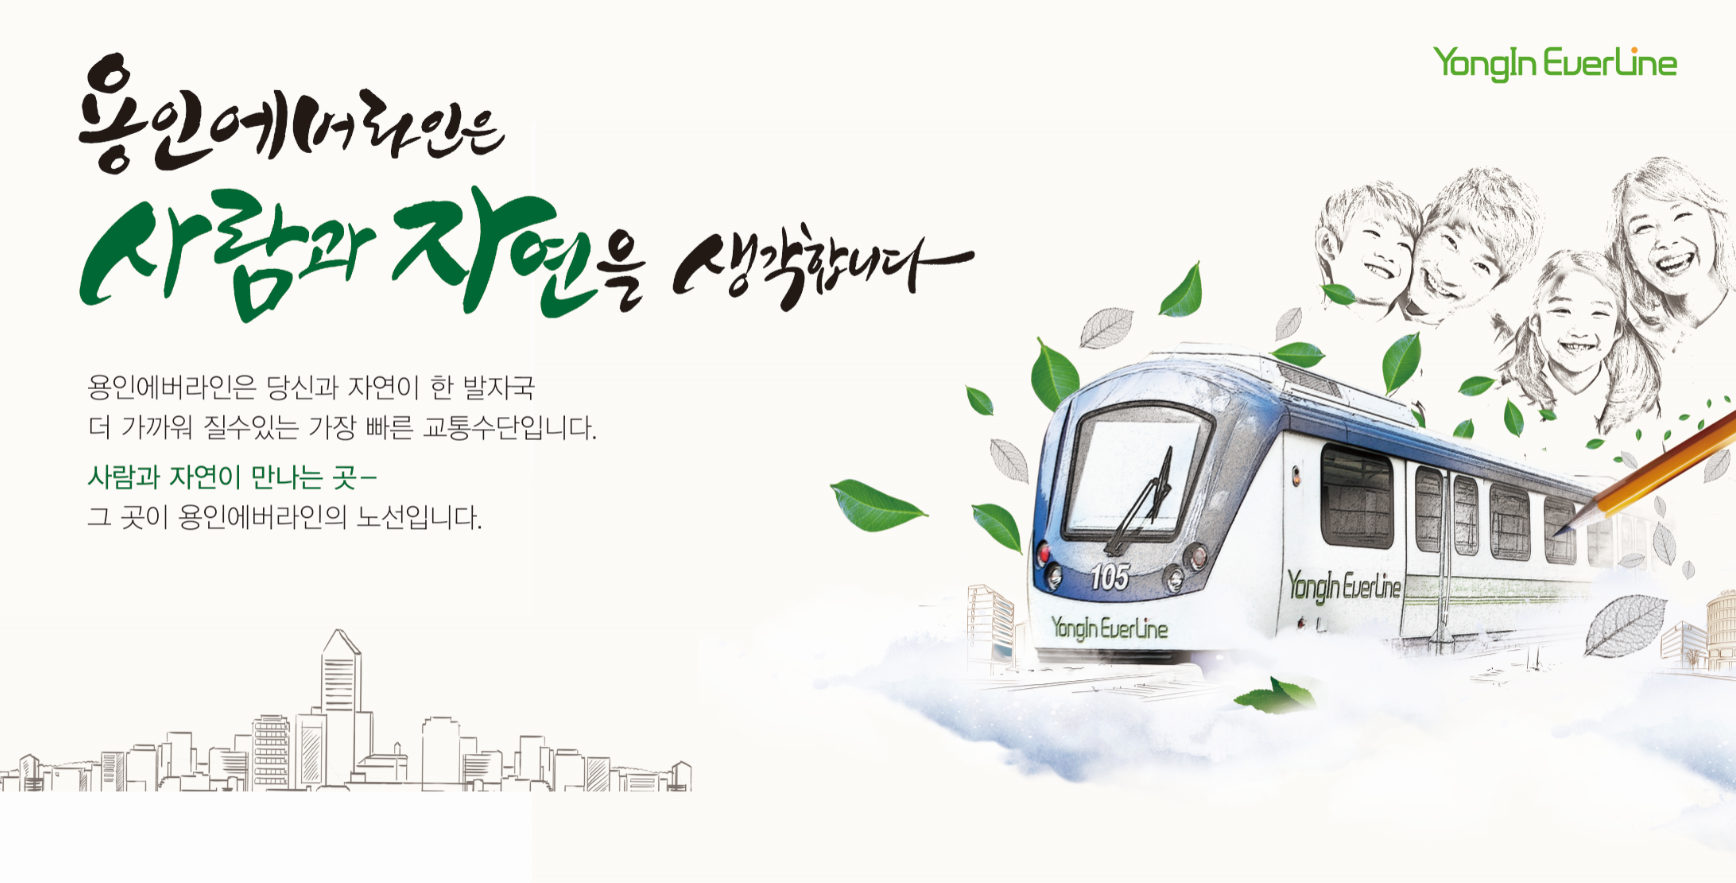 YongIn EverLine
용인에버라인은
사람과 자연을 생각합니다
용인에버라인은 당신과 자연이 한 발자국
더 가까워 질수있는 가장 빠른 교통수단입니다.
사람과 자연이 만나는 곳–
그 곳이 용인에버라인의 노선입니다.
105
YongIn EverLine
YongIn EverLine